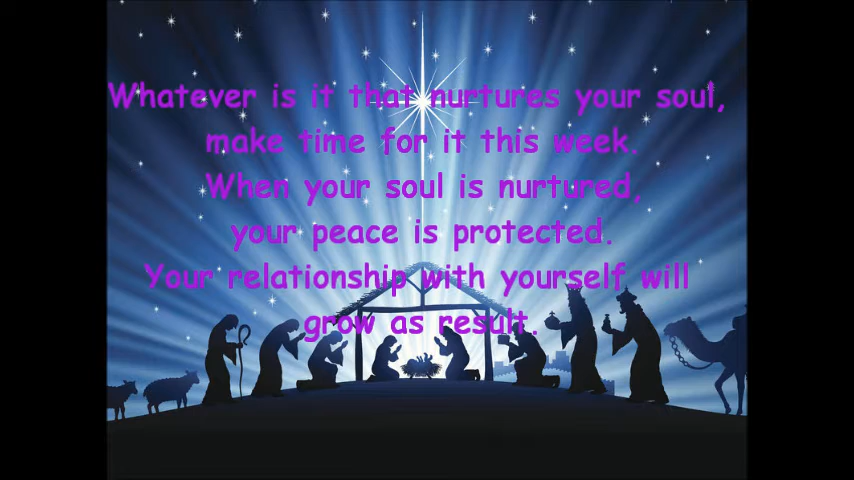 Whatever is it that nurtures your soul,
make time for it this week.
When your soul is nurtured,
your peace is protected.
Your relationship with yourself will
grow as result.